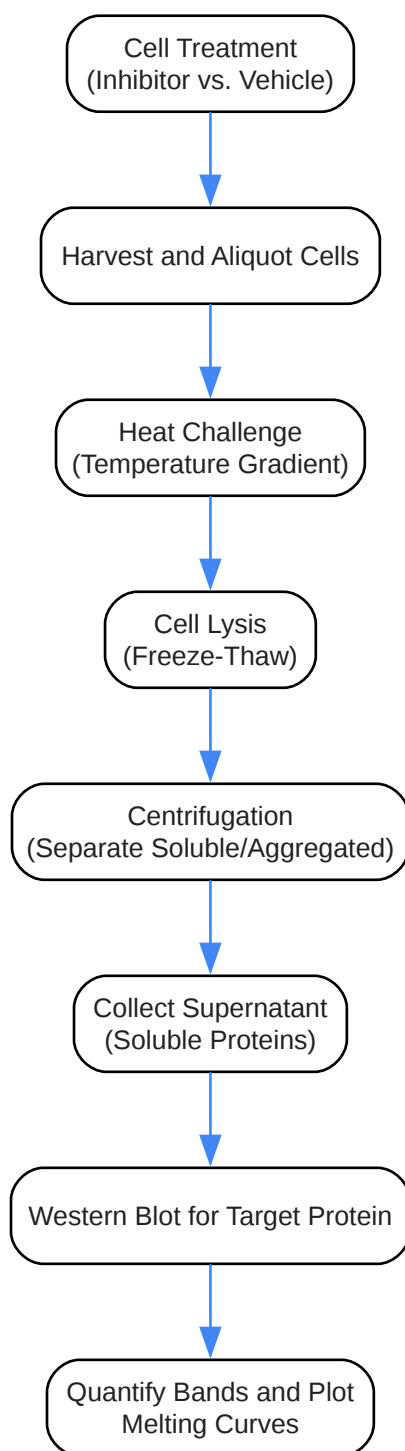 Cell Treatment
(Inhibitor vs. Vehicle)
Harvest and Aliquot Cells
Heat Challenge
(Temperature Gradient)
Cell Lysis
(Freeze-Thaw)
Centrifugation
(Separate Soluble/Aggregated)
Collect Supernatant
(Soluble Proteins)
Western Blot for Target Protein
Quantify Bands and Plot
Melting Curves